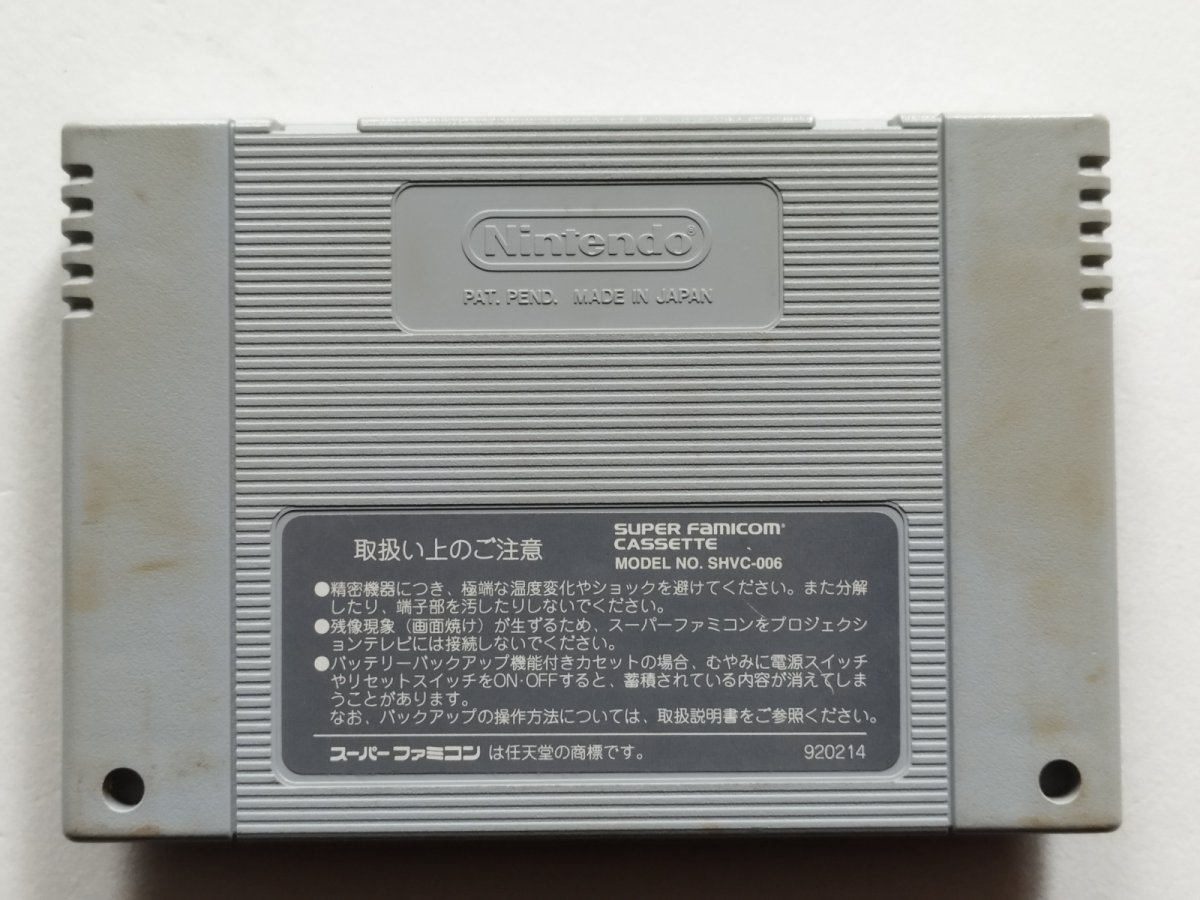 Nintendo®
PAT. PEND. MADE IN JAPAN
取扱い上のご注意
SUPER FAMICOM®
CASSETTE
MODEL NO. SHVC-006
●精密機器につき、極端な温度変化やショックを避けてください。また分解
したり、端子部を汚したりしないでください。
●残像現象（画面焼け）が生ずるため、スーパーファミコンをプロジェクシ
ョンテレビには接続しないでください。
●バッテリーバックアップ機能付きカセットの場合、むやみに電源スイッチ
やリセットスイッチをON・OFFすると、蓄積されている内容が消えてしま
うことがあります。
なお、バックアップの操作方法については、取扱説明書をご参照ください。
スーパーファミコン は任天堂の商標です。 920214